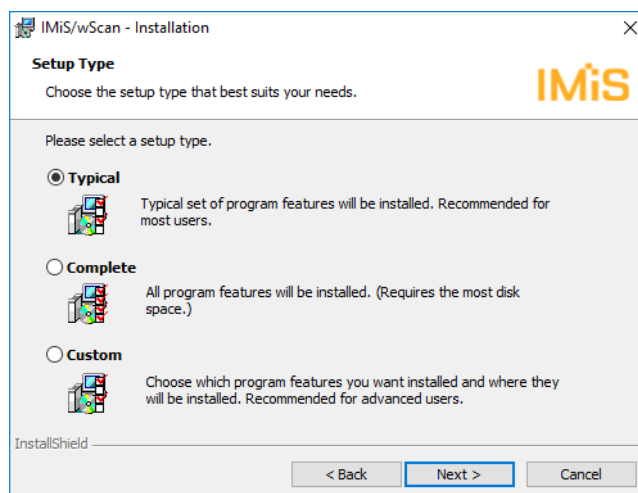 IMiS/wScan - Installation
Setup Type
Choose the setup type that best suits your needs.
IMiS
Please select a setup type.
Typical
Typical set of program features will be installed. Recommended for
most users.
Complete
All program features will be installed. (Requires the most disk
space.)
Custom
Choose which program features you want installed and where they
will be installed. Recommended for advanced users.
InstallShield
< Back
Next >
Cancel